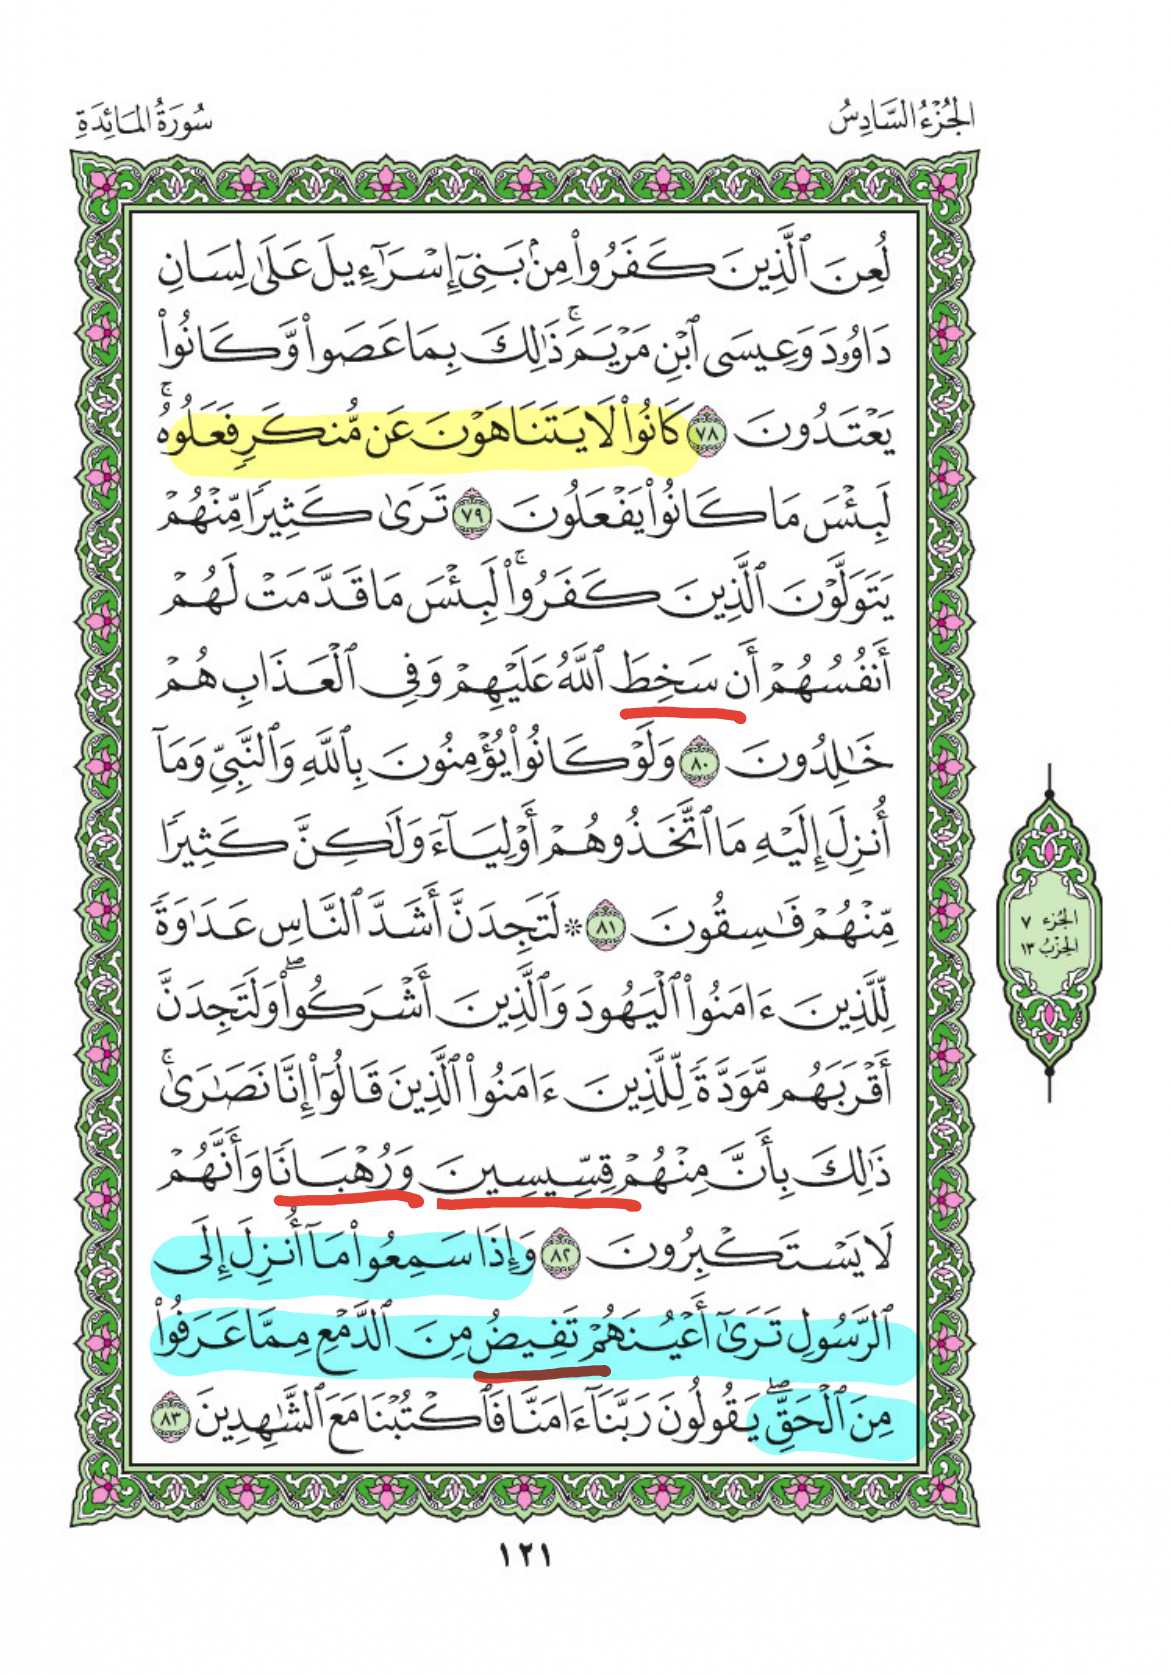 الجُزْءُ السَّادِسُ
سُورَةُ المَائِدَةِ
لُعِنَ ٱلَّذِينَ كَفَرُواْ مِنۢ بَنِيٓ إِسْرَٰٓءِيلَ عَلَىٰ لِسَانِ
دَاوُۥدَ وَعِيسَى ٱبْنِ مَرْيَمَۚ ذَٰلِكَ بِمَا عَصَواْ وَّكَانُواْ
يَعْتَدُونَ ٧٨ كَانُواْ لَا يَتَنَاهَوْنَ عَن مُّنكَرٍ فَعَلُوهُۚ
لَبِئْسَ مَا كَانُواْ يَفْعَلُونَ ٧٩ تَرَىٰ كَثِيرًا مِّنْهُمْ
يَتَوَلَّوْنَ ٱلَّذِينَ كَفَرُواْۚ لَبِئْسَ مَا قَدَّمَتْ لَهُمْ
أَنفُسُهُمْ أَن سَخِطَ ٱللَّهُ عَلَيْهِمْ وَفِي ٱلْعَذَابِ هُمْ
خَٰلِدُونَ ٨٠ وَلَوْ كَانُواْ يُؤْمِنُونَ بِٱللَّهِ وَٱلنَّبِيِّ وَمَآ
أُنزِلَ إِلَيْهِ مَا ٱتَّخَذُوهُمْ أَوْلِيَآءَ وَلَٰكِنَّ كَثِيرًا
مِّنْهُمْ فَٰسِقُونَ ٨١ ۞ لَتَجِدَنَّ أَشَدَّ ٱلنَّاسِ عَدَٰوَةً
لِّلَّذِينَ ءَامَنُواْ ٱلْيَهُودَ وَٱلَّذِينَ أَشْرَكُواْۖ وَلَتَجِدَنَّ
أَقْرَبَهُم مَّوَدَّةً لِّلَّذِينَ ءَامَنُواْ ٱلَّذِينَ قَالُوٓاْ إِنَّا نَصَٰرَىٰۚ
ذَٰلِكَ بِأَنَّ مِنْهُمْ قِسِّيسِينَ وَرُهْبَانًا وَأَنَّهُمْ
لَا يَسْتَكْبِرُونَ ٨٢ وَإِذَا سَمِعُواْ مَآ أُنزِلَ إِلَى
ٱلرَّسُولِ تَرَىٰٓ أَعْيُنَهُمْ تَفِيضُ مِنَ ٱلدَّمْعِ مِمَّا عَرَفُواْ
مِنَ ٱلْحَقِّۖ يَقُولُونَ رَبَّنَآ ءَامَنَّا فَٱكْتُبْنَا مَعَ ٱلشَّٰهِدِينَ ٨٣
الجُزء ٧
الحِزْبُ ١٣
١٢١